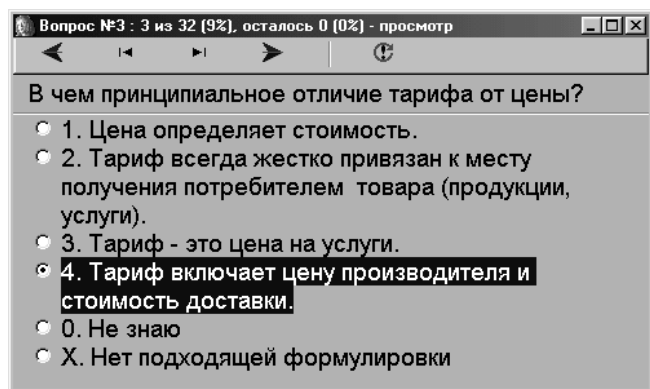 Вопрос №3 : 3 из 32 (9%), осталось 0 (0%) - просмотр
В чем принципиальное отличие тарифа от цены?
1. Цена определяет стоимость.
2. Тариф всегда жестко привязан к месту
получения потребителем товара (продукции,
услуги).
3. Тариф - это цена на услуги.
4. Тариф включает цену производителя и
стоимость доставки.
0. Не знаю
X. Нет подходящей формулировки